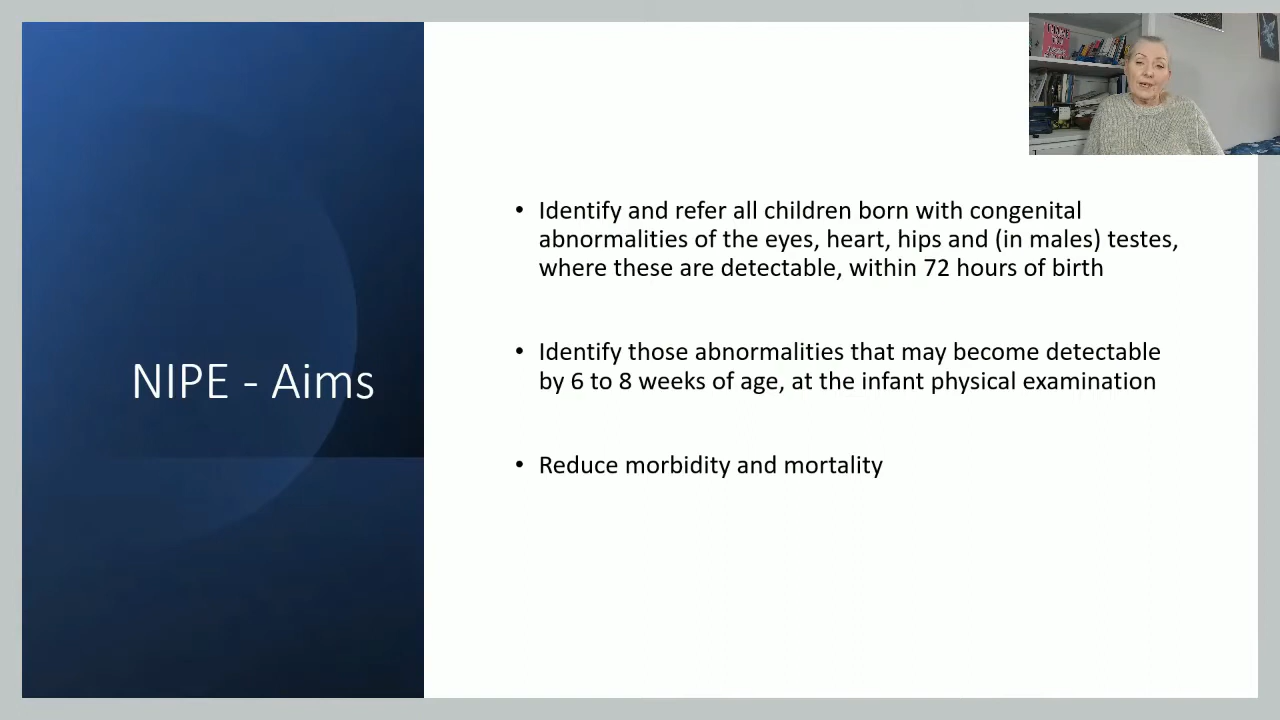 NIPE - Aims
• Identify and refer all children born with congenital
abnormalities of the eyes, heart, hips and (in males) testes,
where these are detectable, within 72 hours of birth
• Identify those abnormalities that may become detectable
by 6 to 8 weeks of age, at the infant physical examination
• Reduce morbidity and mortality